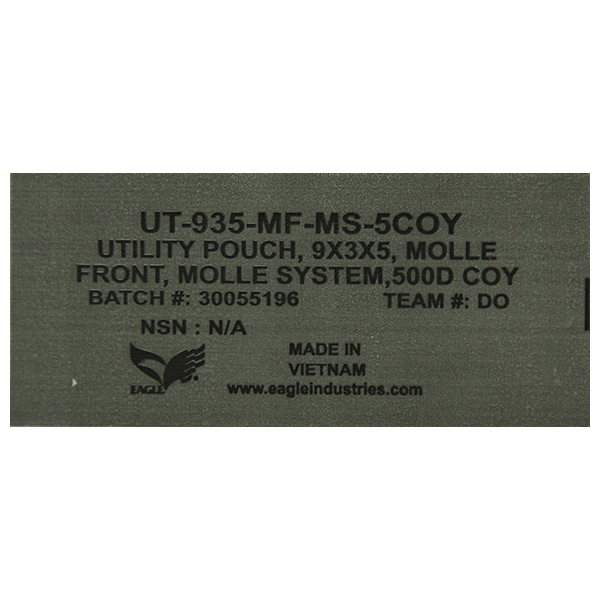 UT-935-MF-MS-5COY
UTILITY POUCH, 9X3X5, MOLLE
FRONT, MOLLE SYSTEM,500D COY
BATCH #: 30055196 TEAM #: DO
NSN : N/A
MADE IN
VIETNAM
EAGLE
www.eagleindustries.com